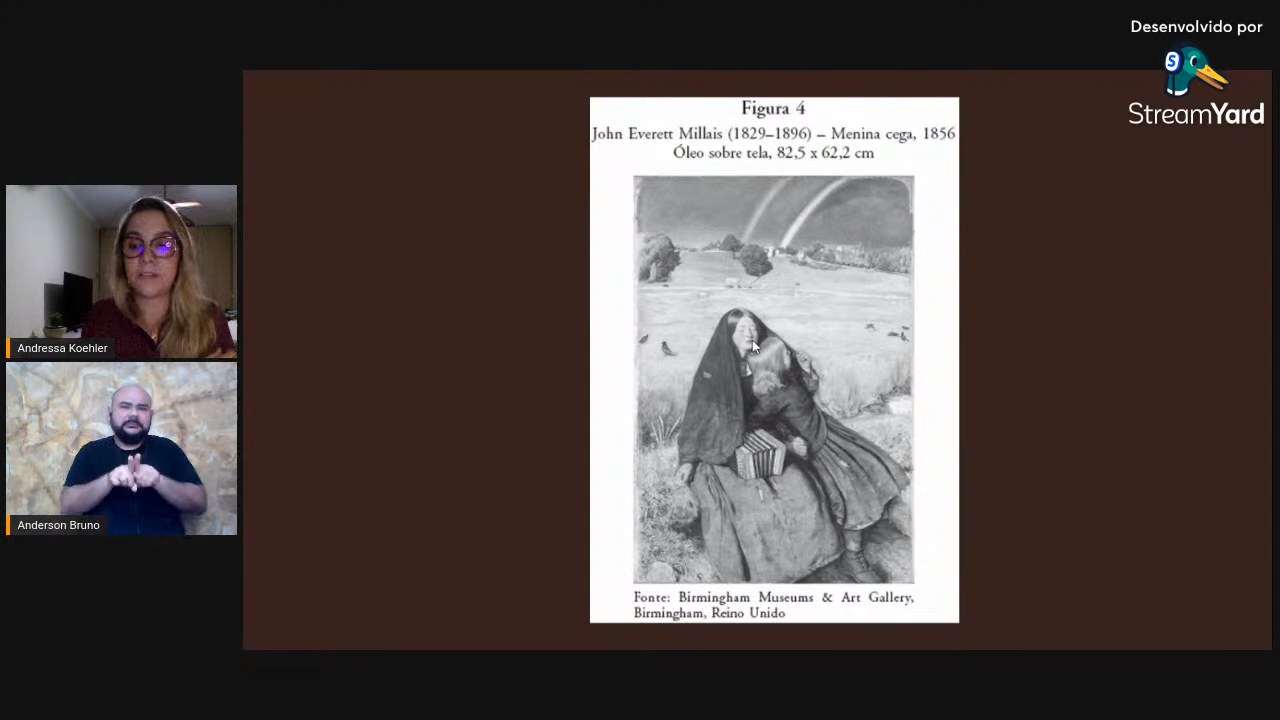 Desenvolvido por
S
StreamYard
Figura 4
John Everett Millais (1829–1896) – Menina cega, 1856
Óleo sobre tela, 82,5 x 62,2 cm
Andressa Koehler
Anderson Bruno
Fonte: Birmingham Museums & Art Gallery,
Birmingham, Reino Unido